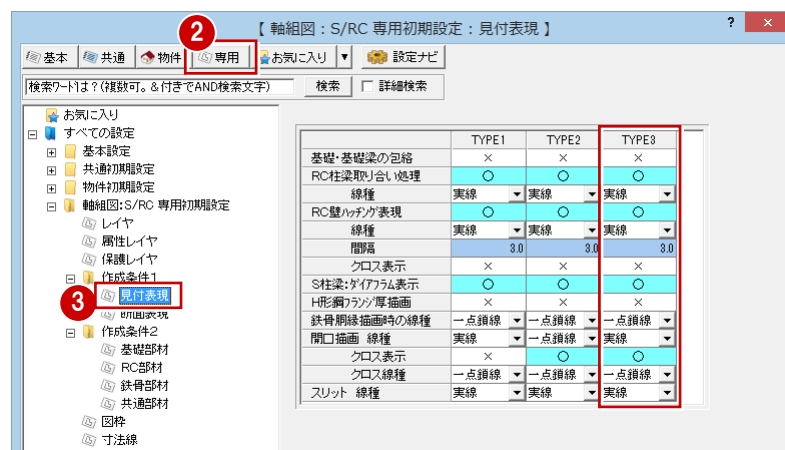 【 軸組図：S/RC 専用初期設定：見付表現 】 ? ×
2
基本 共通 物件 専用 お気に入り ▼ 設定ナビ
検索ワードは？(複数可。＆付きでAND検索文字) 検索 詳細検索
お気に入り
すべての設定
基本設定
共通初期設定
物件初期設定
軸組図:S/RC 専用初期設定
レイヤ
属性レイヤ
保護レイヤ
作成条件1
3 見付表現
断面表現
作成条件2
基礎部材
RC部材
鉄骨部材
共通部材
図枠
寸法線
TYPE1 TYPE2 TYPE3
基礎・基礎梁の包絡 × × ×
RC柱梁取り合い処理 ○ ○ ○
線種 実線 実線 実線
RC壁ハッチング表現 ○ ○ ○
線種 実線 実線 実線
間隔 3.0 3.0 3.0
クロス表示 × × ×
S柱梁:ダイアフラム表示 ○ ○ ○
H形鋼フランジ厚描画 × × ×
鉄骨胴縁描画時の線種 一点鎖線 一点鎖線 一点鎖線
開口描画 線種 実線 実線 実線
クロス表示 × ○ ○
クロス線種 一点鎖線 一点鎖線 一点鎖線
スリット 線種 実線 実線 実線